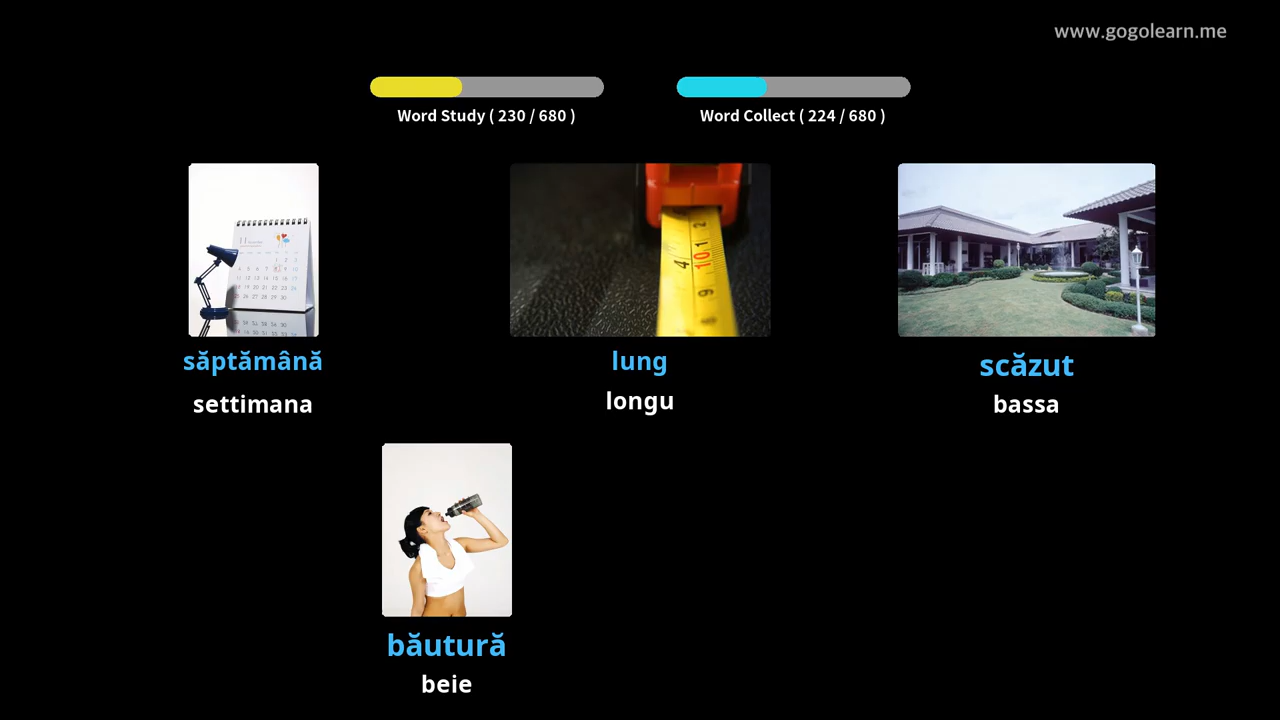 www.gogolearn.me
Word Study ( 230 / 680 )
Word Collect ( 224 / 680 )
săptămână
settimana
lung
longu
scăzut
bassa
băutură
beie